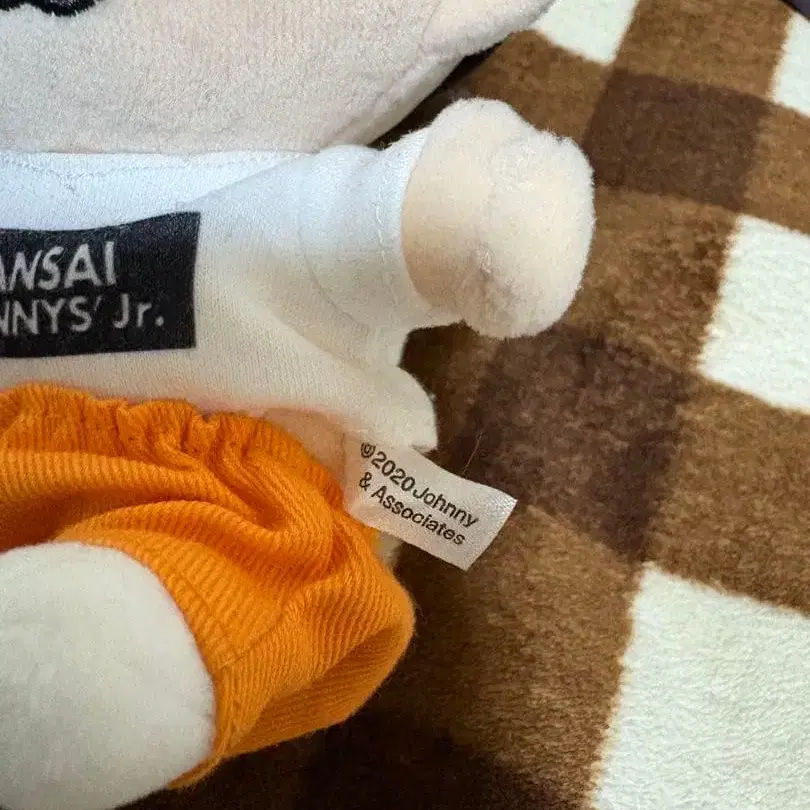 ANSAI
NNYS' Jr.
©2020 Johnny
& Associates